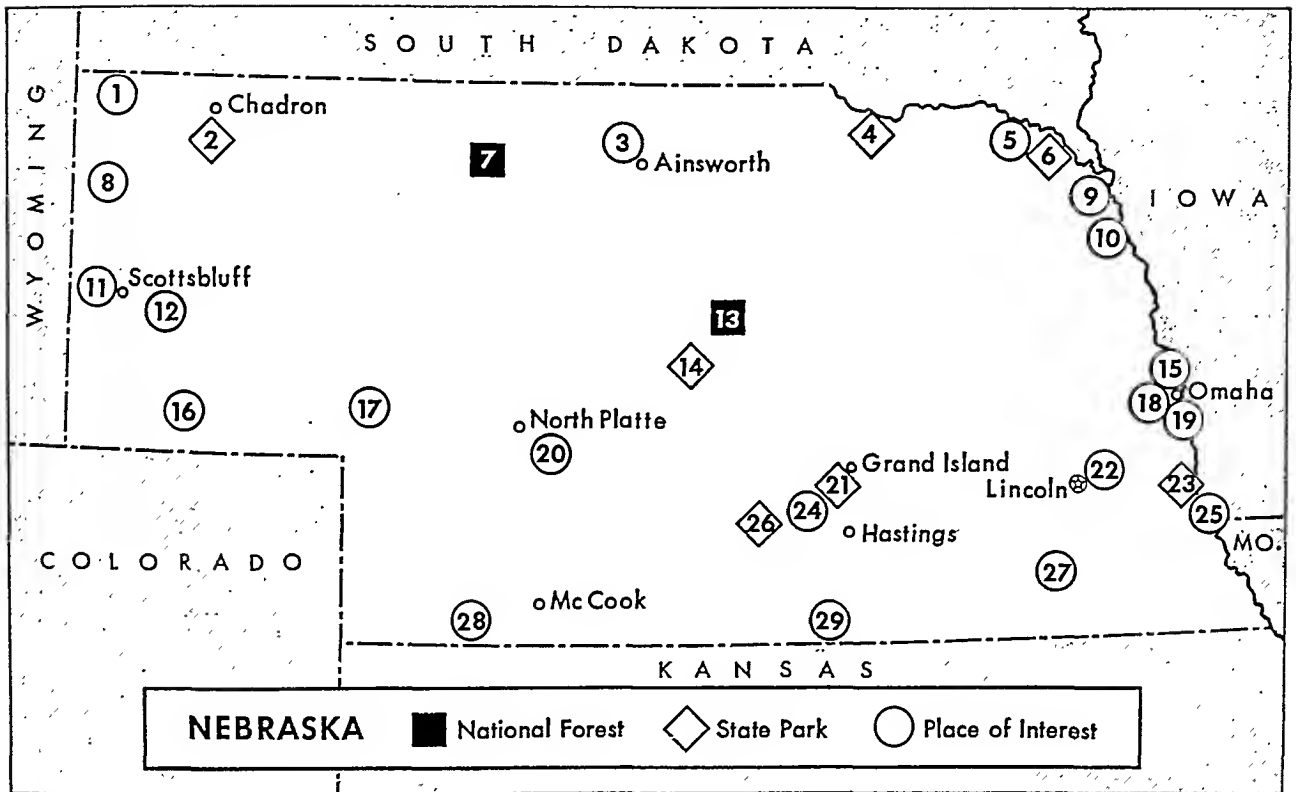 SOUTH DAKOTA
WYOMING
1
Chadron
2
3
Ainsworth
4
5
6
7
8
9
IOWA
10
11
Scottsbluff
12
13
14
15
Omaha
16
17
18
19
North Platte
20
Grand Island
21
Lincoln
22
23
24
25
26
Hastings
MO.
COLORADO
27
Mc Cook
28
29
KANSAS
NEBRASKA
National Forest
State Park
Place of Interest